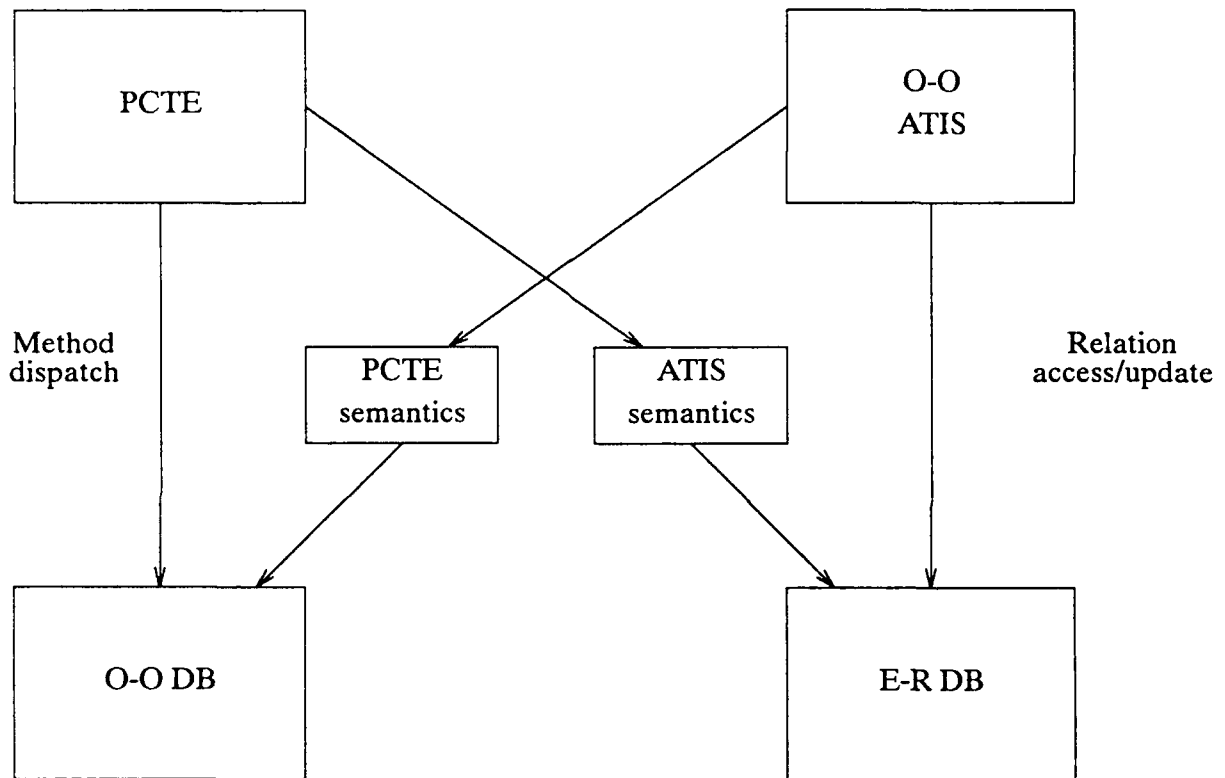 PCTE
O-O
ATIS
Method
dispatch
PCTE
semantics
ATIS
semantics
Relation
access/update
O-O DB
E-R DB